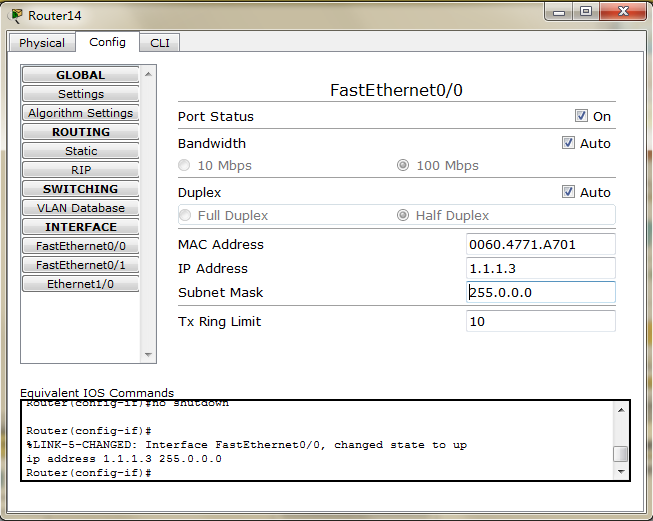 Router14
Physical Config CLI
GLOBAL
Settings
Algorithm Settings
ROUTING
Static
RIP
SWITCHING
VLAN Database
INTERFACE
FastEthernet0/0
FastEthernet0/1
Ethernet1/0
FastEthernet0/0
Port Status On
Bandwidth Auto
10 Mbps 100 Mbps
Duplex Auto
Full Duplex Half Duplex
MAC Address 0060.4771.A701
IP Address 1.1.1.3
Subnet Mask 255.0.0.0
Tx Ring Limit 10
Equivalent IOS Commands
Router(config-if)#no shutdown
Router(config-if)#
%LINK-5-CHANGED: Interface FastEthernet0/0, changed state to up
ip address 1.1.1.3 255.0.0.0
Router(config-if)#